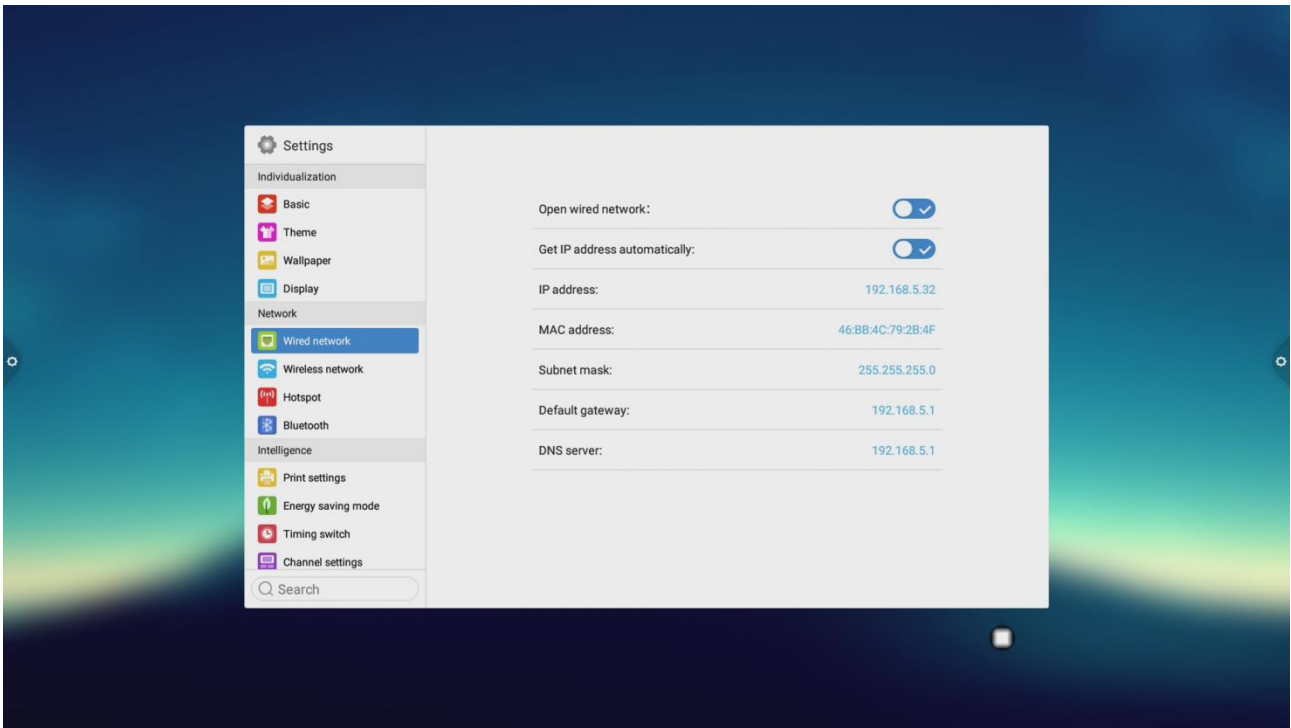 Settings
Individualization
Basic
Theme
Wallpaper
Display
Network
Wired network
Wireless network
Hotspot
Bluetooth
Intelligence
Print settings
Energy saving mode
Timing switch
Channel settings
Search
Open wired network:
Get IP address automatically:
IP address: 192.168.5.32
MAC address: 46:BB:4C:79:2B:4F
Subnet mask: 255.255.255.0
Default gateway: 192.168.5.1
DNS server: 192.168.5.1